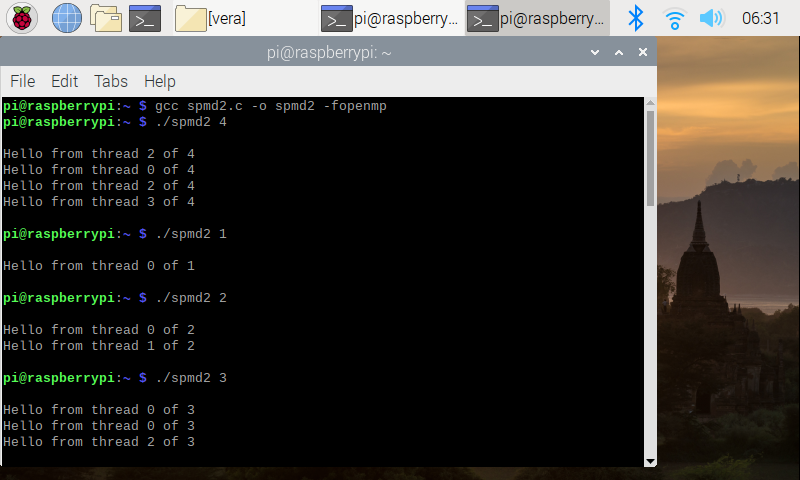 [vera]
pi@raspberry...
pi@raspberry...
06:31
pi@raspberrypi: ~
File Edit Tabs Help
pi@raspberrypi:~ $ gcc spmd2.c -o spmd2 -fopenmp
pi@raspberrypi:~ $ ./spmd2 4
Hello from thread 2 of 4
Hello from thread 0 of 4
Hello from thread 2 of 4
Hello from thread 3 of 4
pi@raspberrypi:~ $ ./spmd2 1
Hello from thread 0 of 1
pi@raspberrypi:~ $ ./spmd2 2
Hello from thread 0 of 2
Hello from thread 1 of 2
pi@raspberrypi:~ $ ./spmd2 3
Hello from thread 0 of 3
Hello from thread 0 of 3
Hello from thread 2 of 3